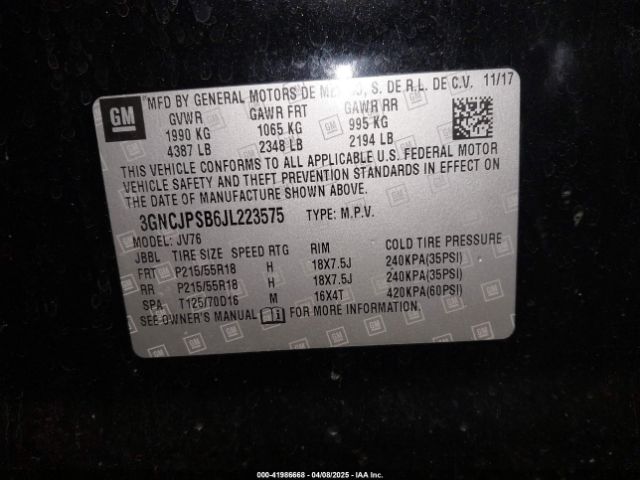 GM MFD BY GENERAL MOTORS DE MEXICO, S. DE R.L. DE C.V. 11/17
GVWR GAWR FRT GAWR RR
1990 KG 1065 KG 995 KG
4387 LB 2348 LB 2194 LB
THIS VEHICLE CONFORMS TO ALL APPLICABLE U.S. FEDERAL MOTOR
VEHICLE SAFETY AND THEFT PREVENTION STANDARDS IN EFFECT ON
THE DATE OF MANUFACTURE SHOWN ABOVE.
3GNCJPSB6JL223575 TYPE: M.P.V.
MODEL: JV76
JBBL TIRE SIZE SPEED RTG RIM COLD TIRE PRESSURE
FRT P215/55R18 H 18X7.5J 240KPA(35PSI)
RR P215/55R18 H 18X7.5J 240KPA(35PSI)
SPA T125/70D16 M 16X4T 420KPA(60PSI)
SEE OWNER'S MANUAL FOR MORE INFORMATION.
000-41986668 - 04/08/2025 - IAA Inc.